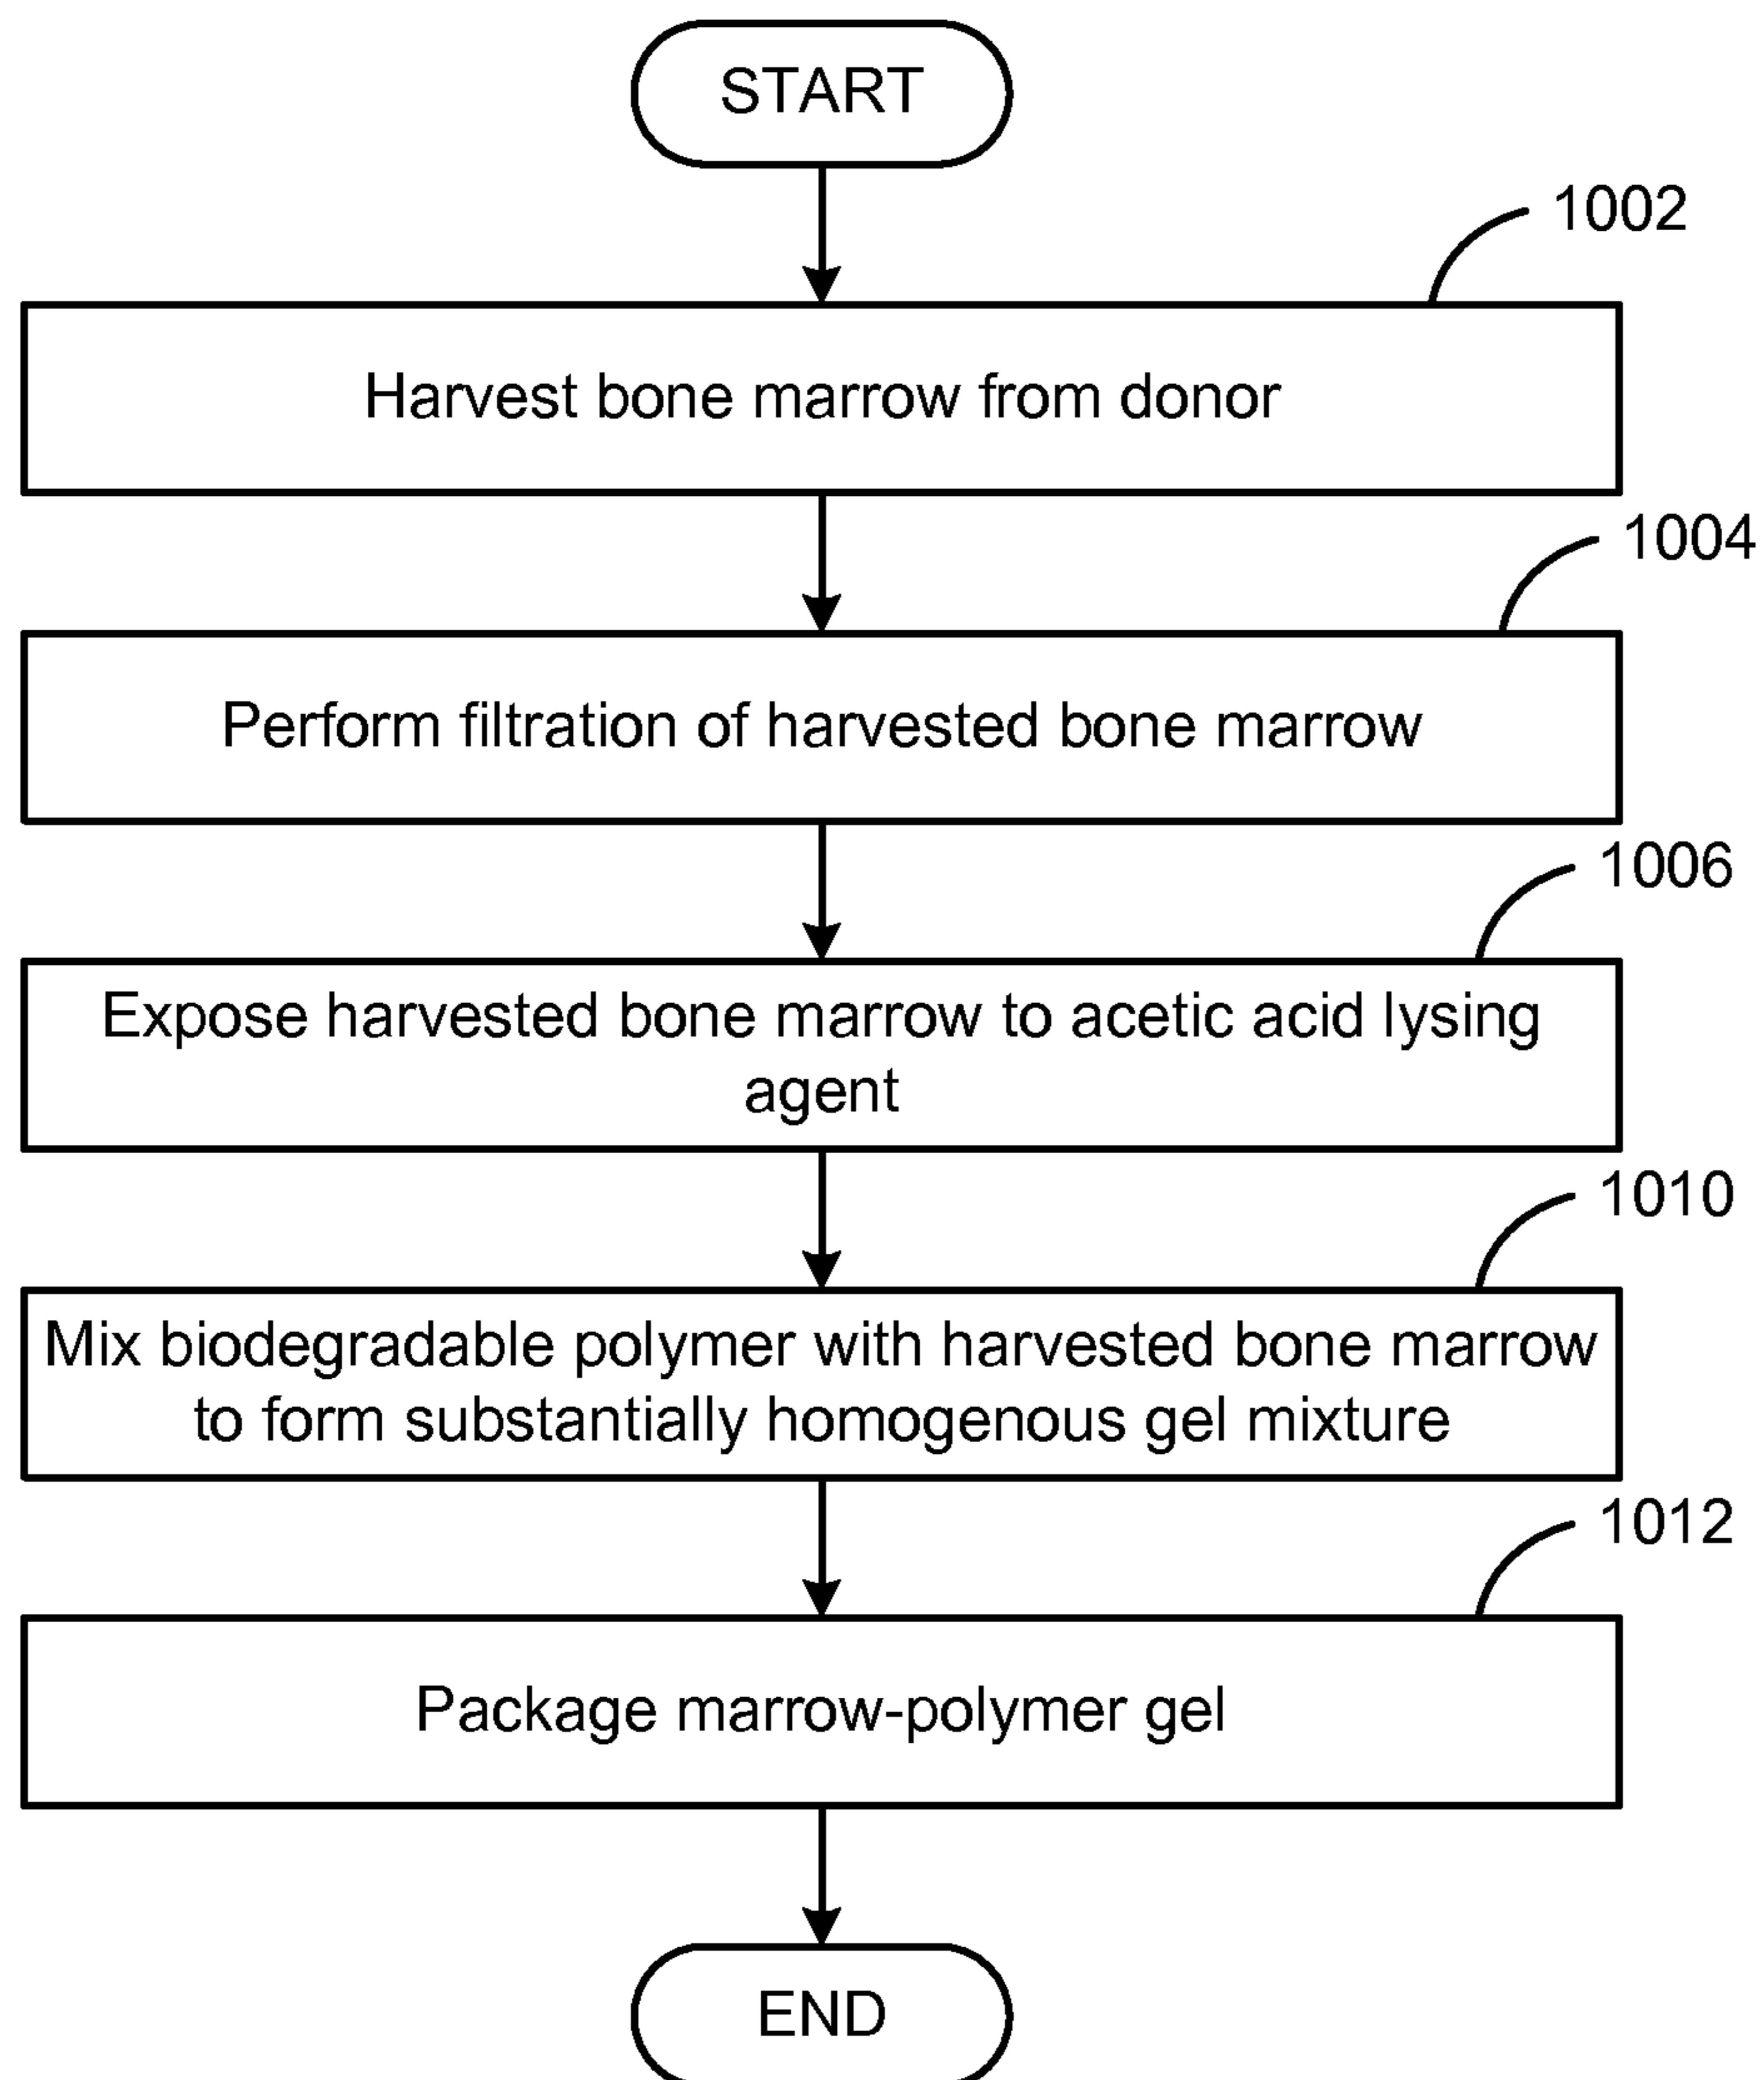 START
1002
Harvest bone marrow from donor
1004
Perform filtration of harvested bone marrow
1006
Expose harvested bone marrow to acetic acid lysing
agent
1010
Mix biodegradable polymer with harvested bone marrow
to form substantially homogenous gel mixture
1012
Package marrow-polymer gel
END